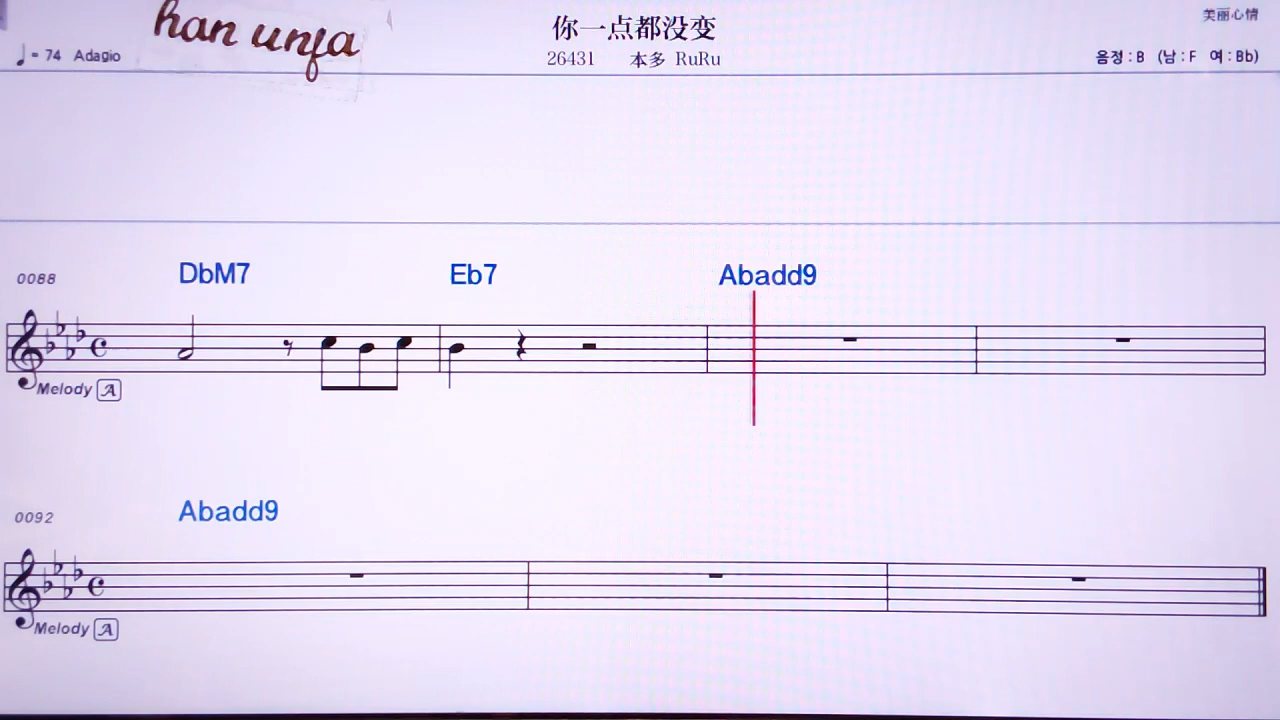 han unfa
你一点都没变
美丽心情
♩= 74 Adagio
26431 本多 RuRu
음정 : B (남 : F 여 : Bb)
0088 DbM7 Eb7 Abadd9
Melody A
0092 Abadd9
Melody A